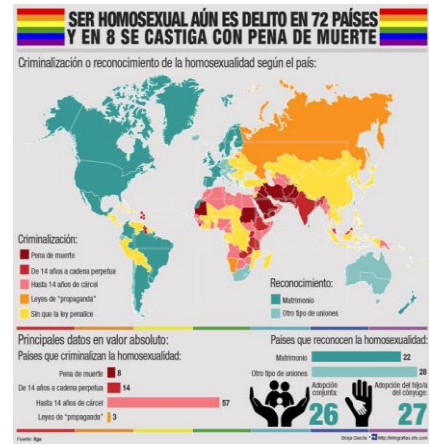 SER HOMOSEXUAL AÚN ES DELITO EN 72 PAÍSES
Y EN 8 SE CASTIGA CON PENA DE MUERTE
Criminalización o reconocimiento de la homosexualidad según el país:
Criminalización:
Pena de muerte
De 14 años a cadena perpetua
Hasta 14 años de cárcel
Leyes de "propaganda"
Sin que la ley penalice
Reconocimiento:
Matrimonio
Otro tipo de uniones
Principales datos en valor absoluto:
Países que criminalizan la homosexualidad:
Pena de muerte 8
De 14 años a cadena perpetua 14
Hasta 14 años de cárcel 57
Leyes de "propaganda" 3
Países que reconocen la homosexualidad:
Matrimonio 22
Otro tipo de uniones 28
Adopción
conjunta:
26
Adopción del hijo/a
del cónyuge:
27
Fuente: Ilga